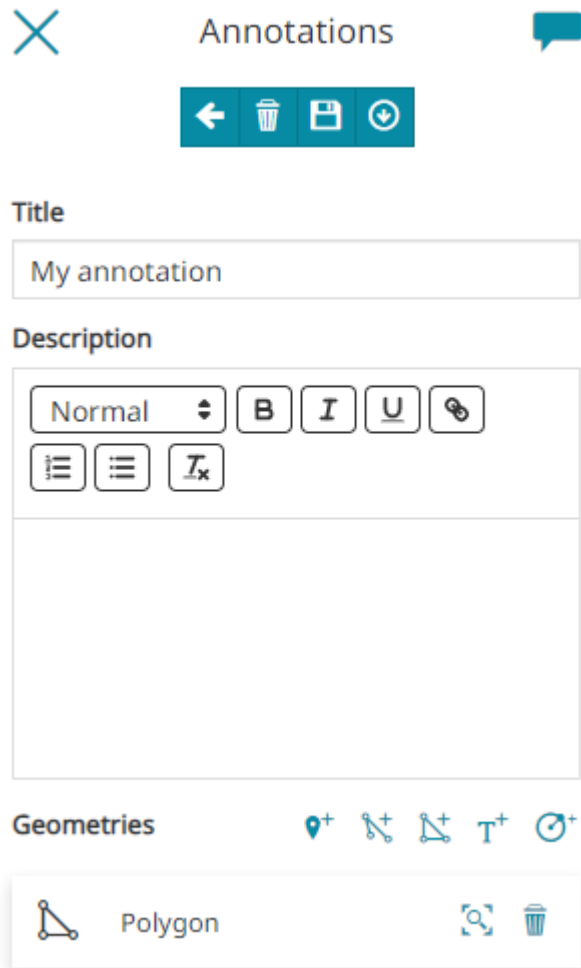 Annotations
Title
My annotation
Description
Normal
Geometries
Polygon